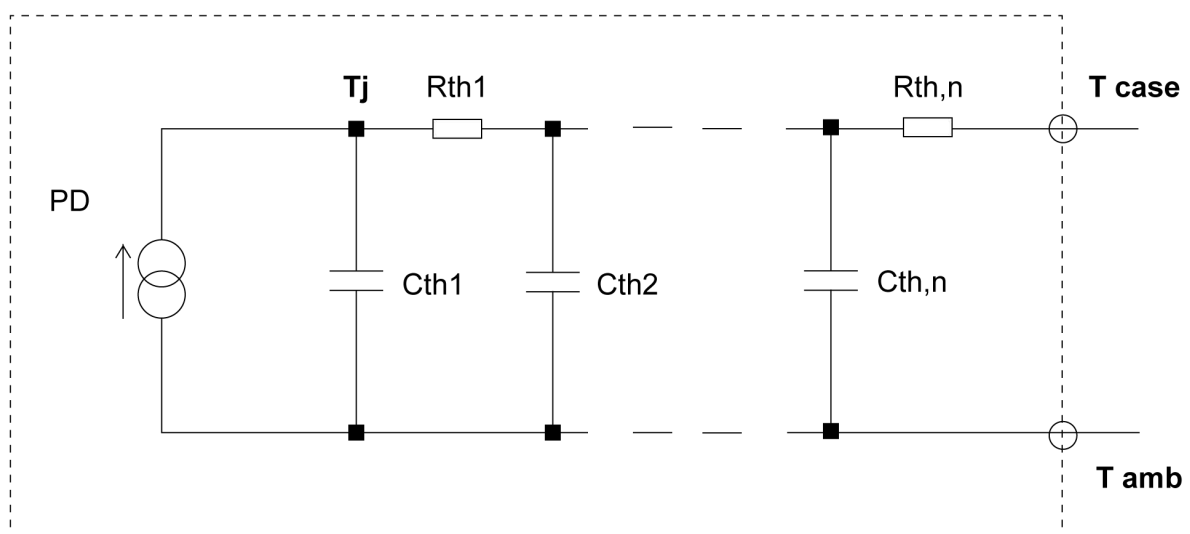 Tj
Rth1
Rth,n
T case
PD
Cth1
Cth2
Cth,n
T amb